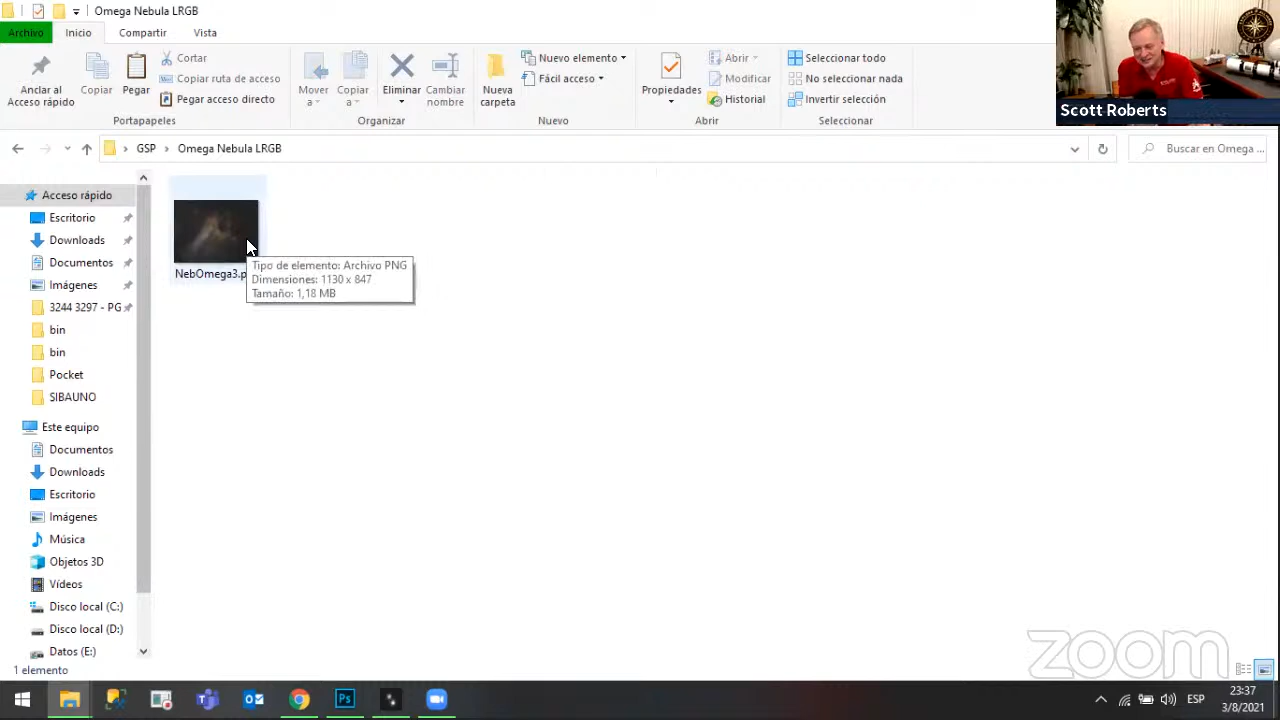 Omega Nebula LRGB
Archivo
Inicio
Compartir
Vista
Anclar al Acceso rápido
Copiar
Pegar
Cortar
Copiar ruta de acceso
Pegar acceso directo
Portapapeles
Mover a
Copiar a
Eliminar
Cambiar nombre
Organizar
Nueva carpeta
Nuevo elemento
Fácil acceso
Nuevo
Propiedades
Abrir
Modificar
Historial
Abrir
Seleccionar todo
No seleccionar nada
Invertir selección
Seleccionar
Scott Roberts
GSP > Omega Nebula LRGB
Buscar en Omega ...
Acceso rápido
Escritorio
Downloads
Documentos
Imágenes
3244 3297 - PG
bin
bin
Pocket
SIBAUNO
Este equipo
Documentos
Downloads
Escritorio
Imágenes
Música
Objetos 3D
Vídeos
Disco local (C:)
Disco local (D:)
Datos (E:)
NebOmega3.p
Tipo de elemento: Archivo PNG
Dimensiones: 1130 x 847
Tamaño: 1,18 MB
1 elemento
zoom
Ps
ESP
23:37
3/8/2021